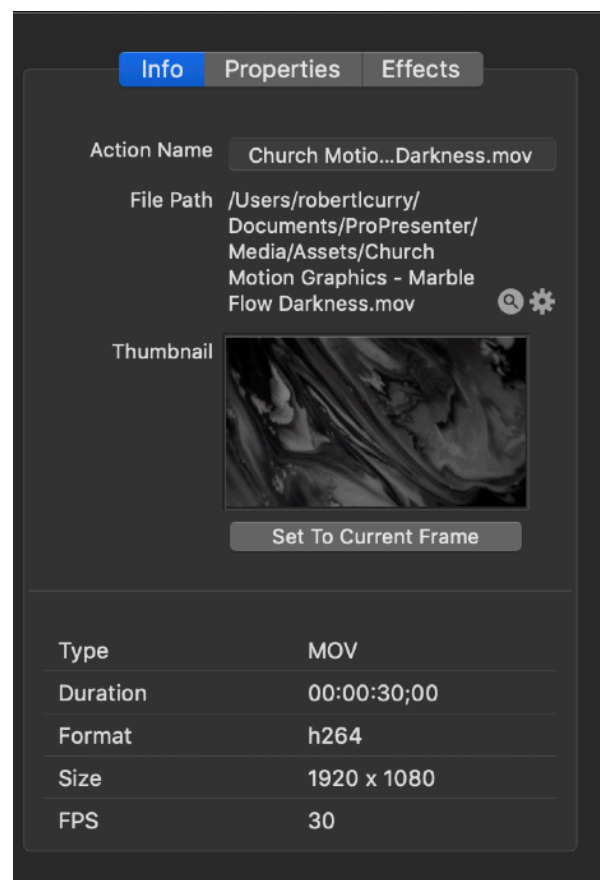 Info Properties Effects
Action Name Church Motio...Darkness.mov
File Path /Users/robertlcurry/
Documents/ProPresenter/
Media/Assets/Church
Motion Graphics - Marble
Flow Darkness.mov
Thumbnail
Set To Current Frame
Type MOV
Duration 00:00:30;00
Format h264
Size 1920 x 1080
FPS 30